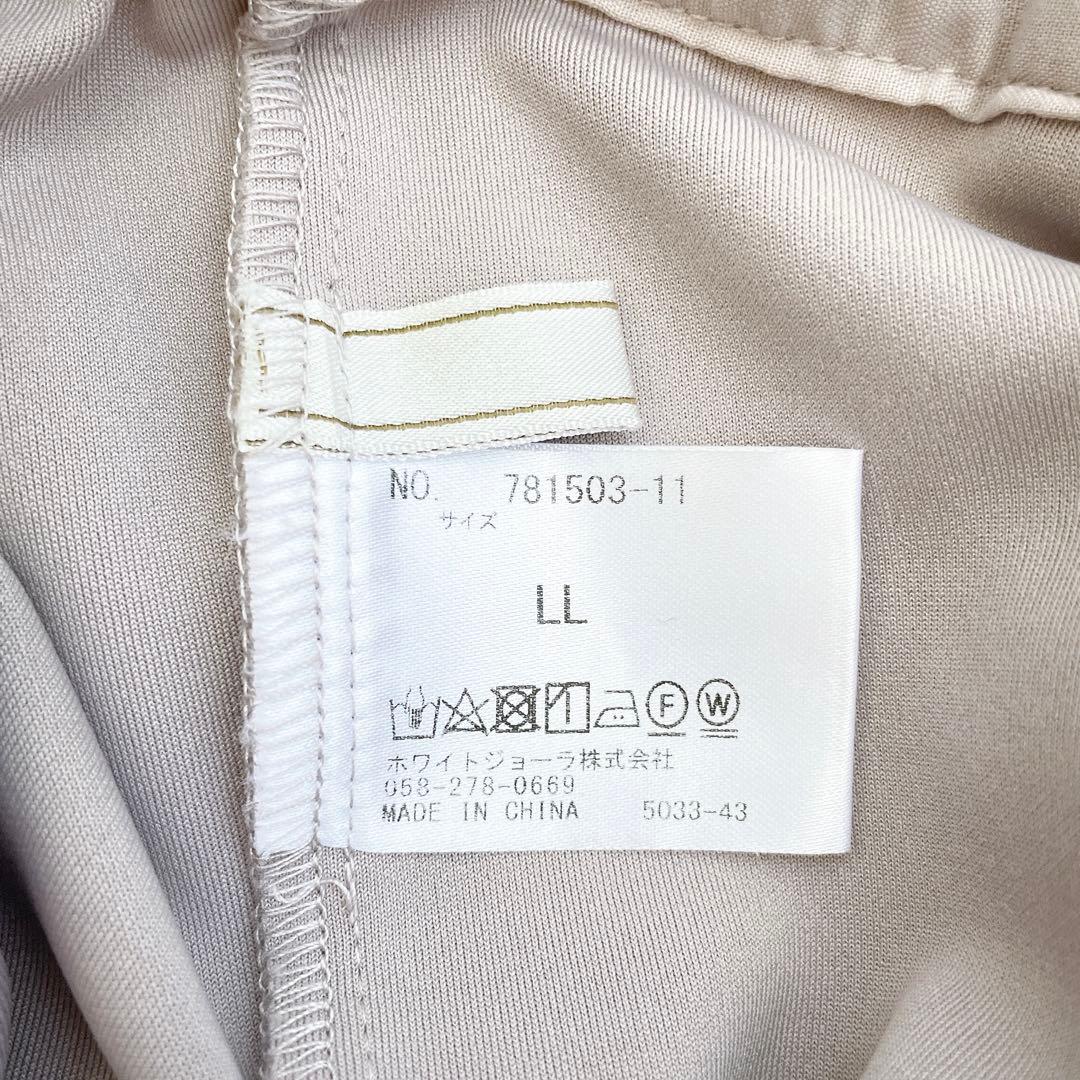 NO. 781503-11
サイズ
LL
F W
ホワイトジョーラ株式会社
058-278-0669
MADE IN CHINA 5033-43